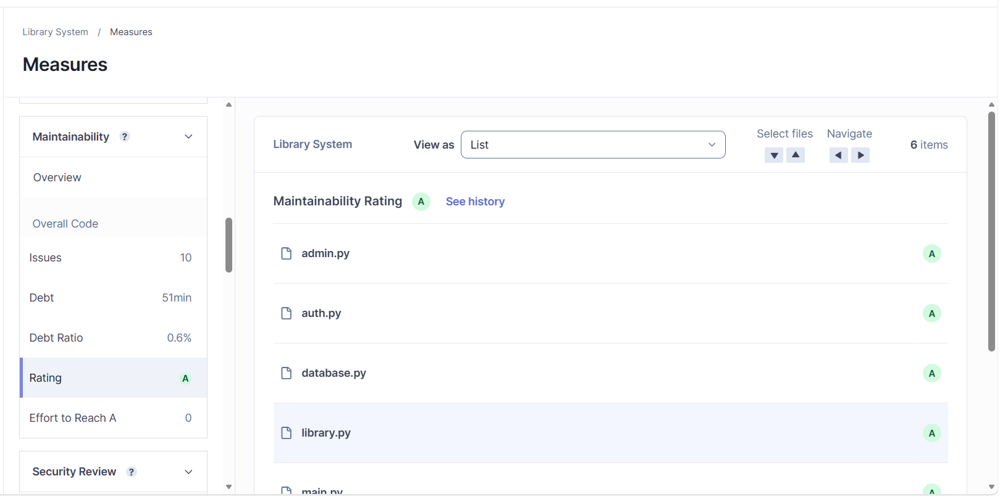 Library System / Measures
Measures
Maintainability ?
Overview
Overall Code
Issues 10
Debt 51min
Debt Ratio 0.6%
Rating A
Effort to Reach A 0
Security Review ?
Library System View as List Select files Navigate 6 items
Maintainability Rating A See history
admin.py A
auth.py A
database.py A
library.py A
main.py A